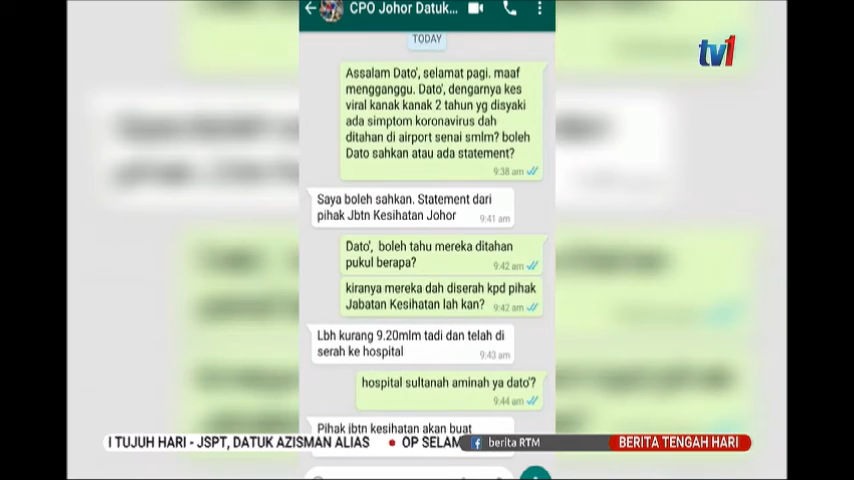 CPO Johor Datuk...
tv1
TODAY
Assalam Dato', selamat pagi. maaf
mengganggu. Dato', dengarnya kes
viral kanak kanak 2 tahun yg disyaki
ada simptom koronavirus dah
ditahan di airport senai smlm? boleh
Dato sahkan atau ada statement?
9:38 am
Saya boleh sahkan. Statement dari
pihak Jbtn Kesihatan Johor
9:41 am
Dato', boleh tahu mereka ditahan
pukul berapa?
9:42 am
kiranya mereka dah diserah kpd pihak
Jabatan Kesihatan lah kan?
9:42 am
Lbh kurang 9.20mlm tadi dan telah di
serah ke hospital
9:43 am
hospital sultanah aminah ya dato'?
9:44 am
Pihak jbtn kesihatan akan buat
I TUJUH HARI - JSPT, DATUK AZISMAN ALIAS • OP SELAM
berita RTM
BERITA TENGAH HARI